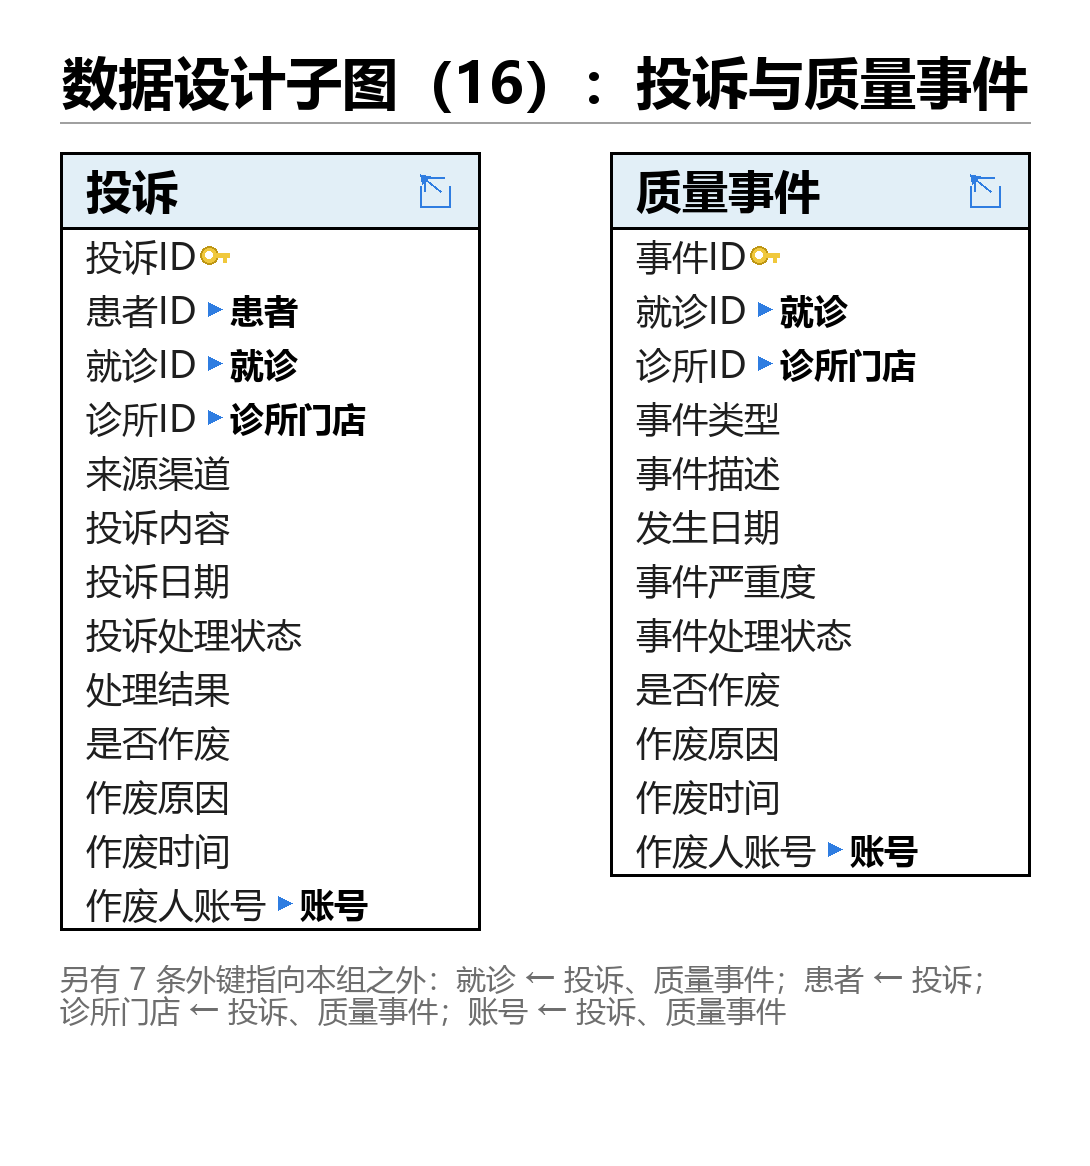 数据设计子图（16）：投诉与质量事件
投诉
投诉ID
患者ID 患者
就诊ID 就诊
诊所ID 诊所门店
来源渠道
投诉内容
投诉日期
投诉处理状态
处理结果
是否作废
作废原因
作废时间
作废人账号 账号
质量事件
事件ID
就诊ID 就诊
诊所ID 诊所门店
事件类型
事件描述
发生日期
事件严重度
事件处理状态
是否作废
作废原因
作废时间
作废人账号 账号
另有 7 条外键指向本组之外：就诊 ← 投诉、质量事件；患者 ← 投诉；
诊所门店 ← 投诉、质量事件；账号 ← 投诉、质量事件